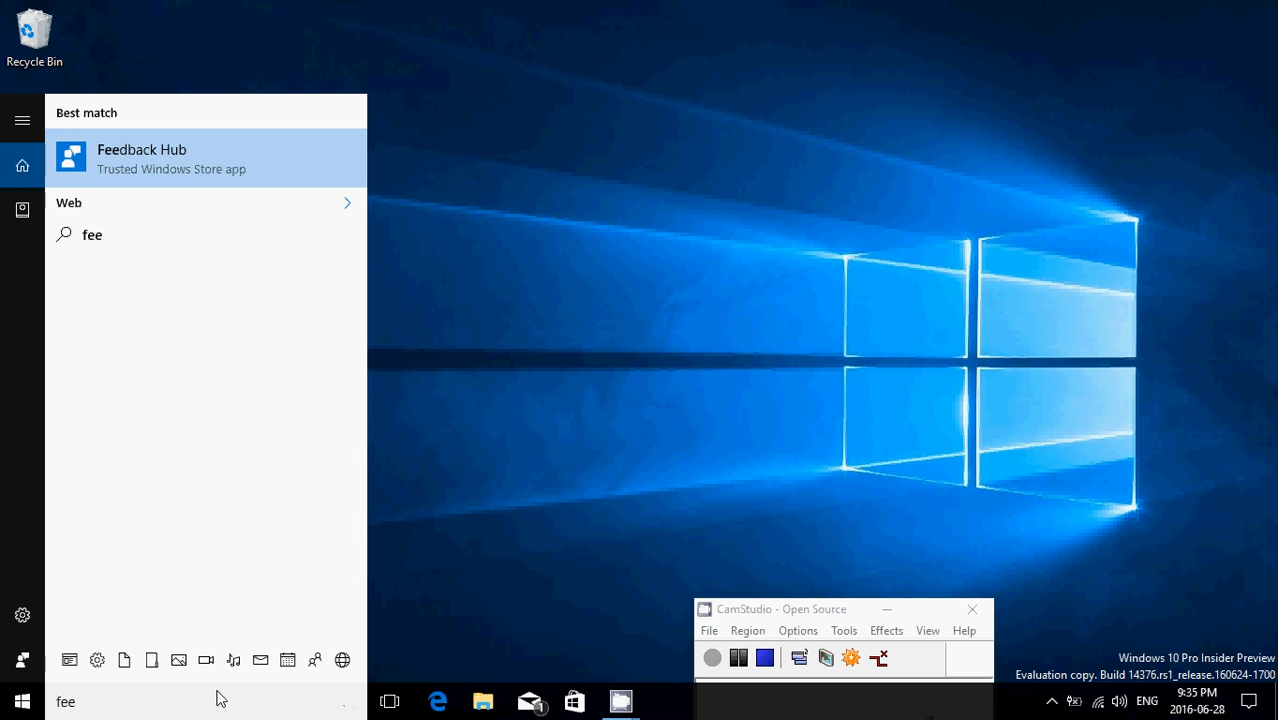 Recycle Bin
Best match
Feedback Hub
Trusted Windows Store app
Web
fee
CamStudio - Open Source
File Region Options Tools Effects View Help
Windows 10 Pro Insider Preview
Evaluation copy. Build 14376.rs1_release.160624-1700
fee
1
ENG
9:35 PM
2016-06-28